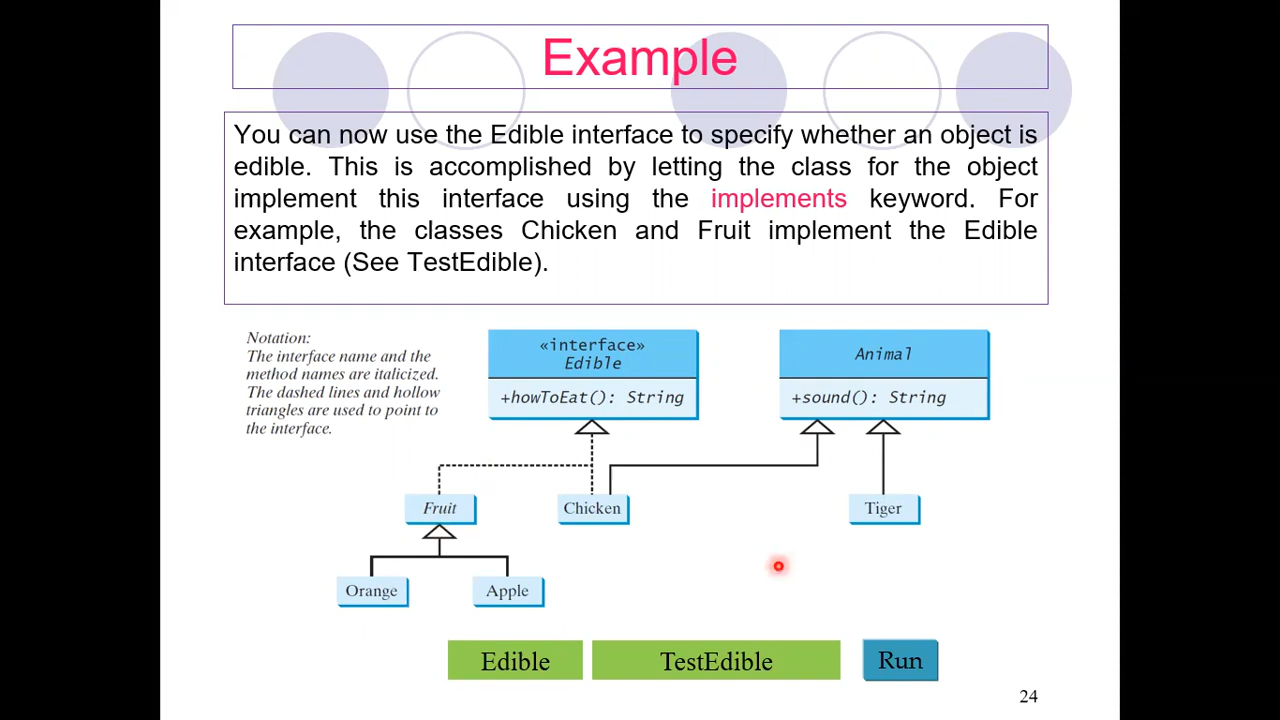 Example
You can now use the Edible interface to specify whether an object is
edible. This is accomplished by letting the class for the object
implement this interface using the implements keyword. For
example, the classes Chicken and Fruit implement the Edible
interface (See TestEdible).
Notation:
The interface name and the
method names are italicized.
The dashed lines and hollow
triangles are used to point to
the interface.
«interface»
Edible
+howToEat(): String
Animal
+sound(): String
Fruit
Chicken
Tiger
Orange
Apple
Edible
TestEdible
Run
24